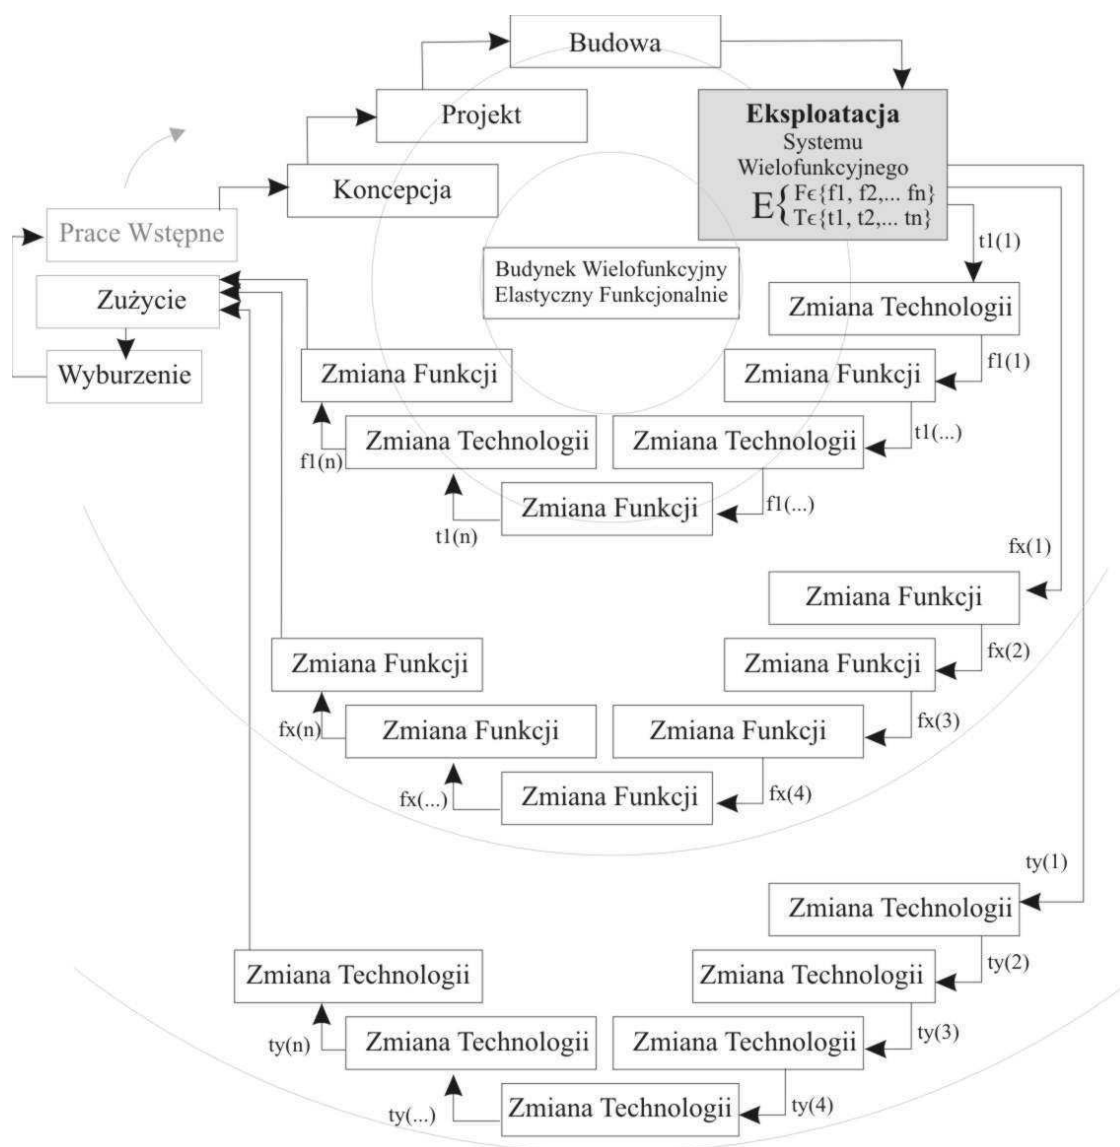 Budowa
Projekt
Koncepcja
Prace Wstępne
Zużycie
Wyburzenie
Eksploatacja
Systemu
Wielofunkcyjnego
E{ Fϵ{f1, f2,... fn}
Tϵ{t1, t2,... tn}
Budynek Wielofunkcyjny
Elastyczny Funkcjonalnie
t1(1)
Zmiana Technologii
f1(1)
Zmiana Funkcji
t1(...)
Zmiana Technologii
f1(...)
Zmiana Funkcji
t1(n)
Zmiana Technologii
f1(n)
Zmiana Funkcji
fx(1)
Zmiana Funkcji
fx(2)
Zmiana Funkcji
fx(3)
Zmiana Funkcji
fx(4)
Zmiana Funkcji
fx(...)
Zmiana Funkcji
fx(n)
Zmiana Funkcji
ty(1)
Zmiana Technologii
ty(2)
Zmiana Technologii
ty(3)
Zmiana Technologii
ty(4)
Zmiana Technologii
ty(...)
Zmiana Technologii
ty(n)
Zmiana Technologii